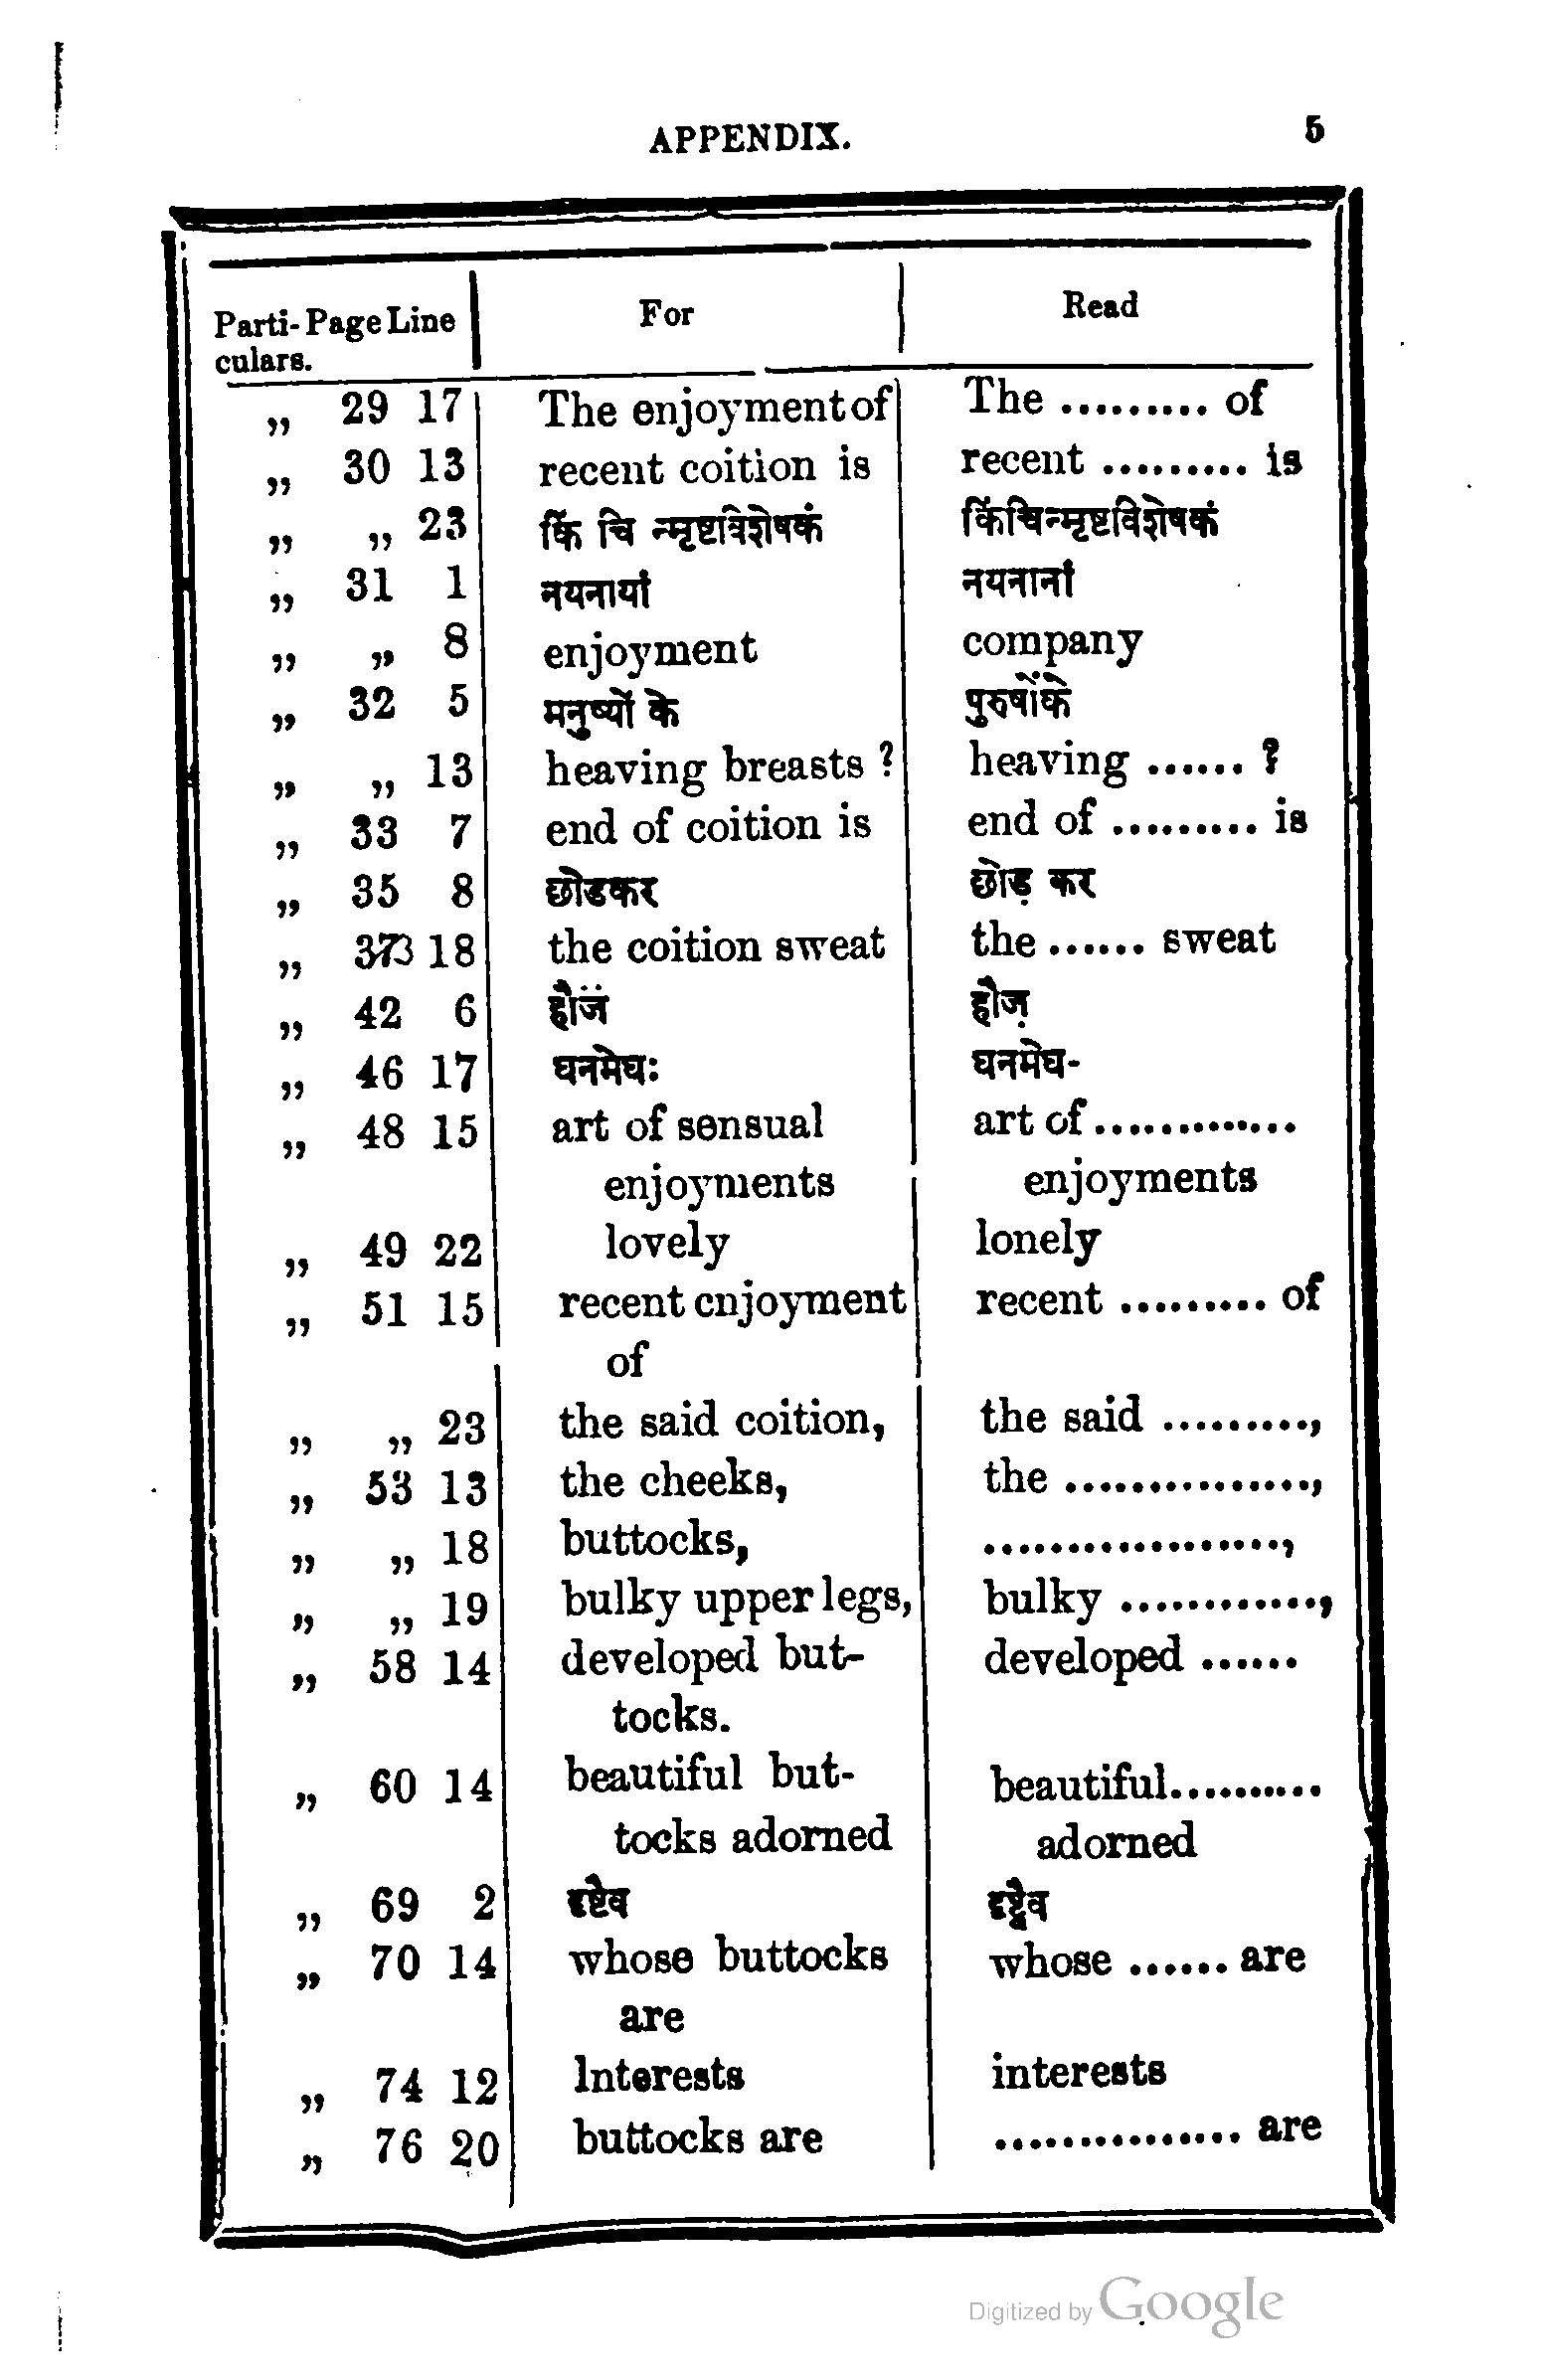 APPENDIX. 5
Parti- Page Line For Read
culars.
„ 29 17 The enjoyment of The ......... of
„ 30 13 recent coition is recent ......... is
„ „ 23 किं चि न्मृष्टविशेषकं किंचिन्मृष्टविशेषकं
„ 31 1 नयनायां नयनानां
„ „ 8 enjoyment company
„ 32 5 मनुष्यों के पुरुषोंके
„ „ 13 heaving breasts ? heaving ...... ?
„ 33 7 end of coition is end of ......... is
„ 35 8 छोडकर छोड़ कर
„ 373 18 the coition sweat the ...... sweat
„ 42 6 हौजं हौज़
„ 46 17 घनमेघः घनमेघ-
„ 48 15 art of sensual art of .............
enjoyments enjoyments
„ 49 22 lovely lonely
„ 51 15 recent cnjoyment recent ......... of
of
„ „ 23 the said coition, the said .........,
„ 53 13 the cheeks, the ...............,
„ „ 18 buttocks, ..................,
„ „ 19 bulky upper legs, bulky ............,
„ 58 14 developed but- developed ......
tocks.
„ 60 14 beautiful but- beautiful..........
tocks adorned adorned
„ 69 2 दृष्टैव दृष्ट्वैव
„ 70 14 whose buttocks whose ...... are
are
„ 74 12 lnterests interests
„ 76 20 buttocks are ............... are
Digitized by Google